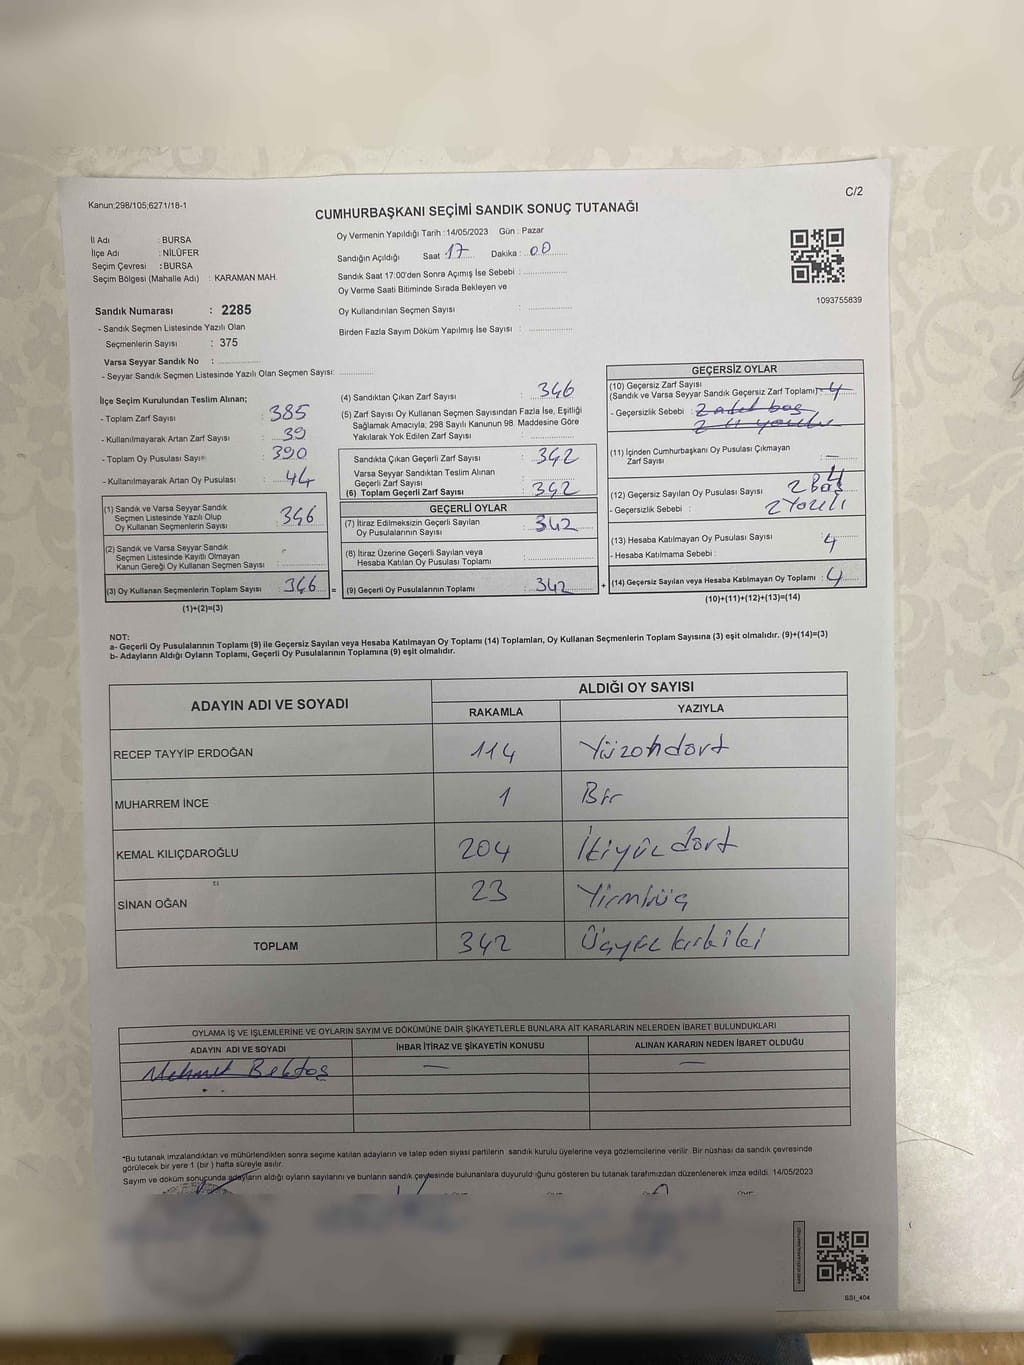 Kanun;298/105;6271/18-1
C/2
CUMHURBAŞKANI SEÇİMİ SANDIK SONUÇ TUTANAĞI
İl Adı : BURSA
İlçe Adı : NİLÜFER
Seçim Çevresi : BURSA
Seçim Bölgesi (Mahalle Adı) : KARAMAN MAH.
Oy Vermenin Yapıldığı Tarih : 14/05/2023 Gün : Pazar
Sandığın Açıldığı Saat 17 Dakika : 00
Sandık Saat 17:00'den Sonra Açımış İse Sebebi :
Oy Verme Saati Bitiminde Sırada Bekleyen ve
Oy Kullandırılan Seçmen Sayısı :
Birden Fazla Sayım Döküm Yapılmış İse Sayısı :
1093755839
Sandık Numarası : 2285
- Sandık Seçmen Listesinde Yazılı Olan
Seçmenlerin Sayısı : 375
Varsa Seyyar Sandık No :
- Seyyar Sandık Seçmen Listesinde Yazılı Olan Seçmen Sayısı:
İlçe Seçim Kurulundan Teslim Alınan;
- Toplam Zarf Sayısı : 385
- Kullanılmayarak Artan Zarf Sayısı : 39
- Toplam Oy Pusulası Sayısı : 390
- Kullanılmayarak Artan Oy Pusulası : 44
(1) Sandık ve Varsa Seyyar Sandık
Seçmen Listesinde Yazılı Olup
Oy Kullanan Seçmenlerin Sayısı : 346
(2) Sandık ve Varsa Seyyar Sandık
Seçmen Listesinde Kayıtlı Olmayan
Kanun Gereği Oy Kullanan Seçmen Sayısı :
(3) Oy Kullanan Seçmenlerin Toplam Sayısı : 346 =
(1)+(2)=(3)
(4) Sandıktan Çıkan Zarf Sayısı : 346
(5) Zarf Sayısı Oy Kullanan Seçmen Sayısından Fazla İse, Eşitliği
Sağlamak Amacıyla; 298 Sayılı Kanunun 98. Maddesine Göre
Yakılarak Yok Edilen Zarf Sayısı :
Sandıkta Çıkan Geçerli Zarf Sayısı : 342
Varsa Seyyar Sandıktan Teslim Alınan
Geçerli Zarf Sayısı :
(6) Toplam Geçerli Zarf Sayısı : 342
GEÇERLİ OYLAR
(7) İtiraz Edilmeksizin Geçerli Sayılan
Oy Pusulalarının Sayısı : 342
(8) İtiraz Üzerine Geçerli Sayılan veya
Hesaba Katılan Oy Pusulası Toplamı :
(9) Geçerli Oy Pusulalarının Toplamı : 342 +
GEÇERSİZ OYLAR
(10) Geçersiz Zarf Sayısı
(Sandık ve Varsa Seyyar Sandık Geçersiz Zarf Toplamı) : 4
- Geçersizlik Sebebi : 2 adet boş
(11) İçinden Cumhurbaşkanı Oy Pusulası Çıkmayan
Zarf Sayısı : —
(12) Geçersiz Sayılan Oy Pusulası Sayısı : 4
2 Boş
- Geçersizlik Sebebi : 2 Yazılı
(13) Hesaba Katılmayan Oy Pusulası Sayısı : 4
- Hesaba Katılmama Sebebi :
(14) Geçersiz Sayılan veya Hesaba Katılmayan Oy Toplamı : 4
(10)+(11)+(12)+(13)=(14)
NOT:
a- Geçerli Oy Pusulalarının Toplamı (9) ile Geçersiz Sayılan veya Hesaba Katılmayan Oy Toplamı (14) Toplamları, Oy Kullanan Seçmenlerin Toplam Sayısına (3) eşit olmalıdır. (9)+(14)=(3)
b- Adayların Aldığı Oyların Toplamı, Geçerli Oy Pusulalarının Toplamına (9) eşit olmalıdır.
ADAYIN ADI VE SOYADI
ALDIĞI OY SAYISI
RAKAMLA YAZIYLA
RECEP TAYYİP ERDOĞAN 114 Yüzondört
MUHARREM İNCE 1 Bir
KEMAL KILIÇDAROĞLU 204 İkiyüz dört
SİNAN OĞAN 23 Yirmiüç
TOPLAM 342 Üçyüz kırk iki
OYLAMA İŞ VE İŞLEMLERİNE VE OYLARIN SAYIM VE DÖKÜMÜNE DAİR ŞİKAYETLERLE BUNLARA AİT KARARLARIN NELERDEN İBARET BULUNDUKLARI
ADAYIN ADI VE SOYADI İHBAR İTİRAZ VE ŞİKAYETİN KONUSU ALINAN KARARIN NEDEN İBARET OLDUĞU
Mehmet Bektaş — —
*Bu tutanak imzalandıktan ve mühürlendikten sonra seçime katılan adayların ve talep eden siyasi partilerin sandık kurulu üyelerine veya gözlemcilerine verilir. Bir nüshası da sandık çevresinde
görülecek bir yere 1 (bir ) hafta süreyle asılır
Sayım ve döküm sonucunda adayların aldığı oyların sayılarını ve bunların sandık çevresinde bulunanlara duyuruldığunu gösteren bu tutanak tarafımızdan düzenlenerek imza edildi. 14/05/2023
SSI_404